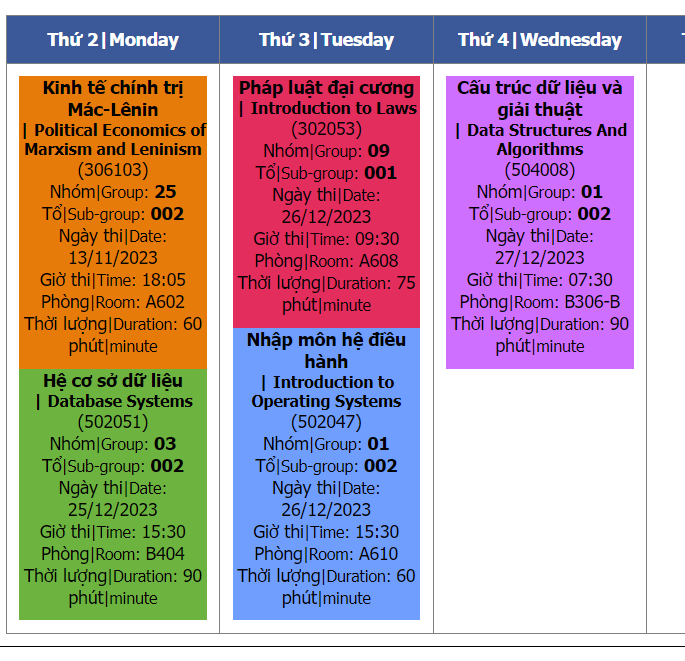 Thứ 2|Monday
Thứ 3|Tuesday
Thứ 4|Wednesday
Kinh tế chính trị
Mác-Lênin
| Political Economics of
Marxism and Leninism
(306103)
Nhóm|Group: 25
Tổ|Sub-group: 002
Ngày thi|Date:
13/11/2023
Giờ thi|Time: 18:05
Phòng|Room: A602
Thời lượng|Duration: 60
phút|minute
Hệ cơ sở dữ liệu
| Database Systems
(502051)
Nhóm|Group: 03
Tổ|Sub-group: 002
Ngày thi|Date:
25/12/2023
Giờ thi|Time: 15:30
Phòng|Room: B404
Thời lượng|Duration: 90
phút|minute
Pháp luật đại cương
| Introduction to Laws
(302053)
Nhóm|Group: 09
Tổ|Sub-group: 001
Ngày thi|Date:
26/12/2023
Giờ thi|Time: 09:30
Phòng|Room: A608
Thời lượng|Duration: 75
phút|minute
Nhập môn hệ điều
hành
| Introduction to
Operating Systems
(502047)
Nhóm|Group: 01
Tổ|Sub-group: 002
Ngày thi|Date:
26/12/2023
Giờ thi|Time: 15:30
Phòng|Room: A610
Thời lượng|Duration: 60
phút|minute
Cấu trúc dữ liệu và
giải thuật
| Data Structures And
Algorithms
(504008)
Nhóm|Group: 01
Tổ|Sub-group: 002
Ngày thi|Date:
27/12/2023
Giờ thi|Time: 07:30
Phòng|Room: B306-B
Thời lượng|Duration: 90
phút|minute